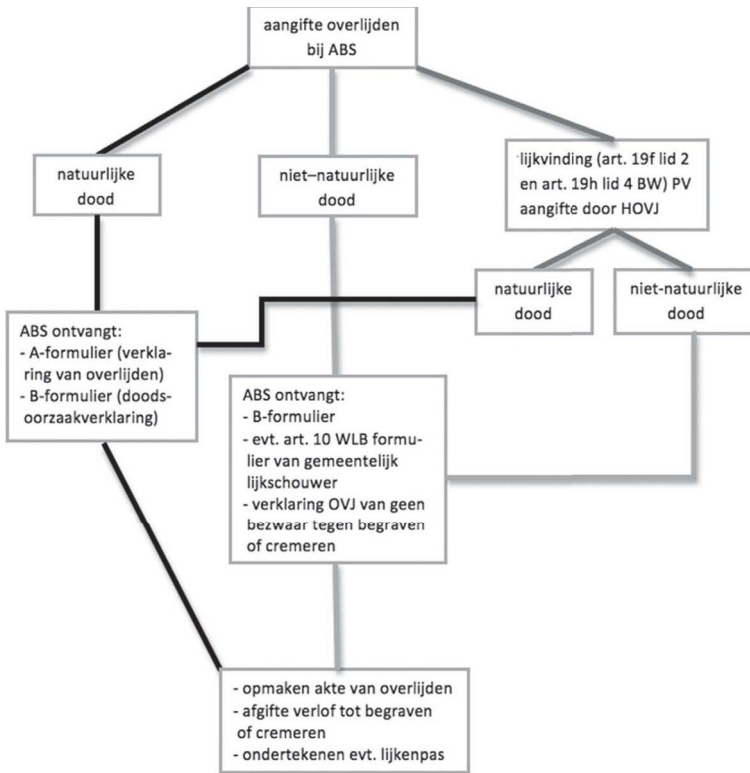 aangifte overlijden
bij ABS
natuurlijke
dood
niet–natuurlijke
dood
lijkvinding (art. 19f lid 2
en art. 19h lid 4 BW) PV
aangifte door HOVJ
natuurlijke
dood
niet-natuurlijke
dood
ABS ontvangt:
- A-formulier (verkla-
ring van overlijden)
- B-formulier (doods-
oorzaakverklaring)
ABS ontvangt:
- B-formulier
- evt. art. 10 WLB formu-
lier van gemeentelijk
lijkschouwer
- verklaring OVJ van geen
bezwaar tegen begraven
of cremeren
- opmaken akte van overlijden
- afgifte verlof tot begraven
of cremeren
- ondertekenen evt. lijkenpas